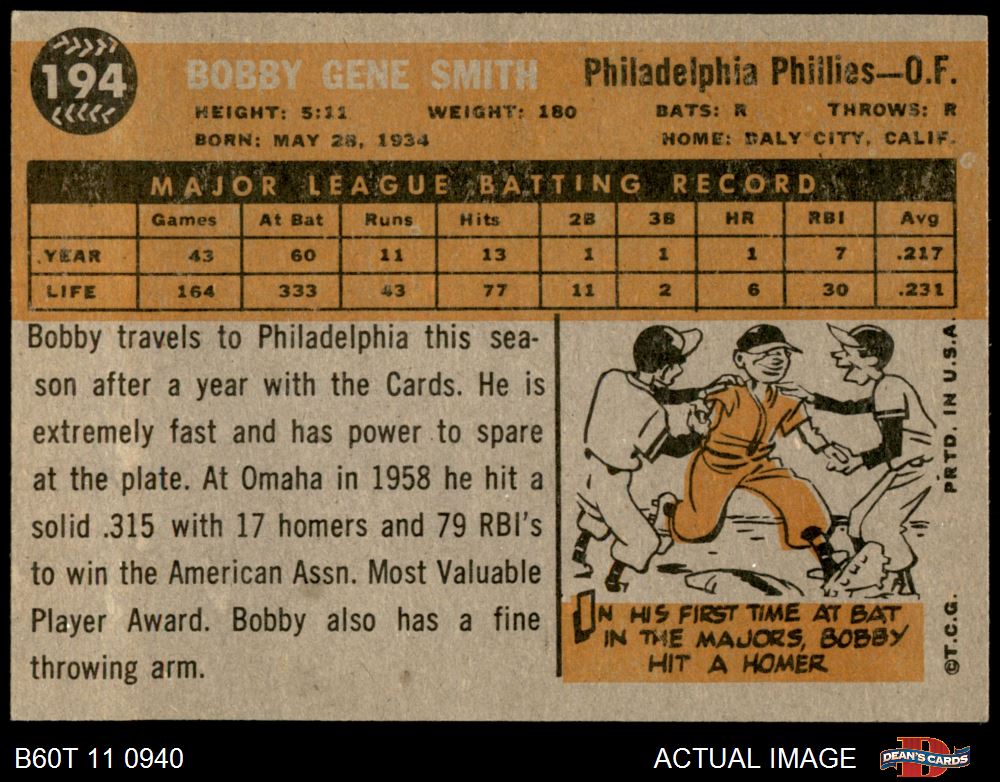 194
BOBBY GENE SMITH Philadelphia Phillies—O.F.
HEIGHT: 5:11 WEIGHT: 180 BATS: R THROWS: R
BORN: MAY 28, 1934 HOME: DALY CITY, CALIF.
MAJOR LEAGUE BATTING RECORD
Games At Bat Runs Hits 2B 3B HR RBI Avg
YEAR 43 60 11 13 1 1 1 7 .217
LIFE 164 333 43 77 11 2 6 30 .231
Bobby travels to Philadelphia this sea-
son after a year with the Cards. He is
extremely fast and has power to spare
at the plate. At Omaha in 1958 he hit a
solid .315 with 17 homers and 79 RBI's
to win the American Assn. Most Valuable
Player Award. Bobby also has a fine
throwing arm.
IN HIS FIRST TIME AT BAT
IN THE MAJORS, BOBBY
HIT A HOMER
©T.C.G. PRTD. IN U.S.A.
B60T 11 0940 ACTUAL IMAGE DEAN'S CARDS